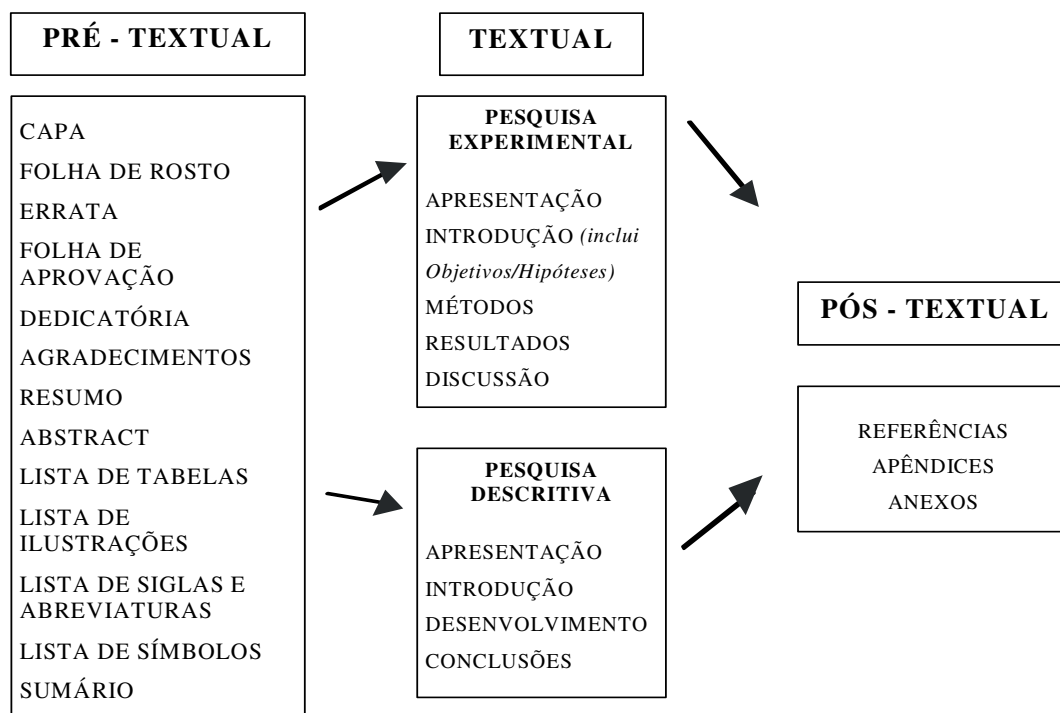 PRÉ - TEXTUAL
CAPA
FOLHA DE ROSTO
ERRATA
FOLHA DE
APROVAÇÃO
DEDICATÓRIA
AGRADECIMENTOS
RESUMO
ABSTRACT
LISTA DE TABELAS
LISTA DE
ILUSTRAÇÕES
LISTA DE SIGLAS E
ABREVIATURAS
LISTA DE SÍMBOLOS
SUMÁRIO
TEXTUAL
PESQUISA
EXPERIMENTAL
APRESENTAÇÃO
INTRODUÇÃO (inclui
Objetivos/Hipóteses)
MÉTODOS
RESULTADOS
DISCUSSÃO
PESQUISA
DESCRITIVA
APRESENTAÇÃO
INTRODUÇÃO
DESENVOLVIMENTO
CONCLUSÕES
PÓS - TEXTUAL
REFERÊNCIAS
APÊNDICES
ANEXOS